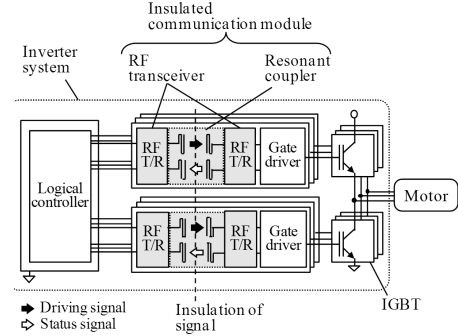 Insulated
communication module
Inverter
system
RF
transceiver
Resonant
coupler
Logical
controller
RF
T/R
RF
T/R
Gate
driver
Motor
RF
T/R
RF
T/R
Gate
driver
IGBT
Driving signal
Status signal
Insulation of
signal